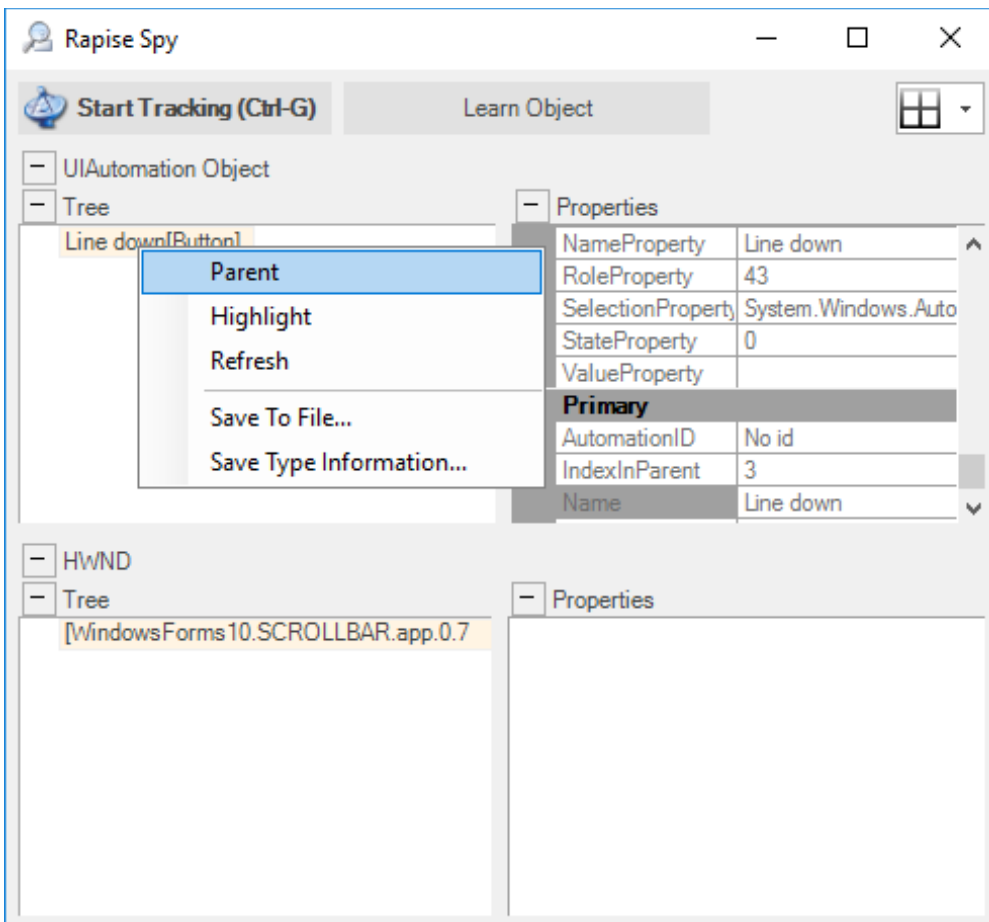 Rapise Spy
Start Tracking (Ctrl-G)
Learn Object
UIAutomation Object
Tree
Line down[Button]
Parent
Highlight
Refresh
Save To File...
Save Type Information...
Properties
NameProperty Line down
RoleProperty 43
SelectionProperty System.Windows.Auto
StateProperty 0
ValueProperty
Primary
AutomationID No id
IndexInParent 3
Name Line down
HWND
Tree
[WindowsForms10.SCROLLBAR.app.0.7
Properties